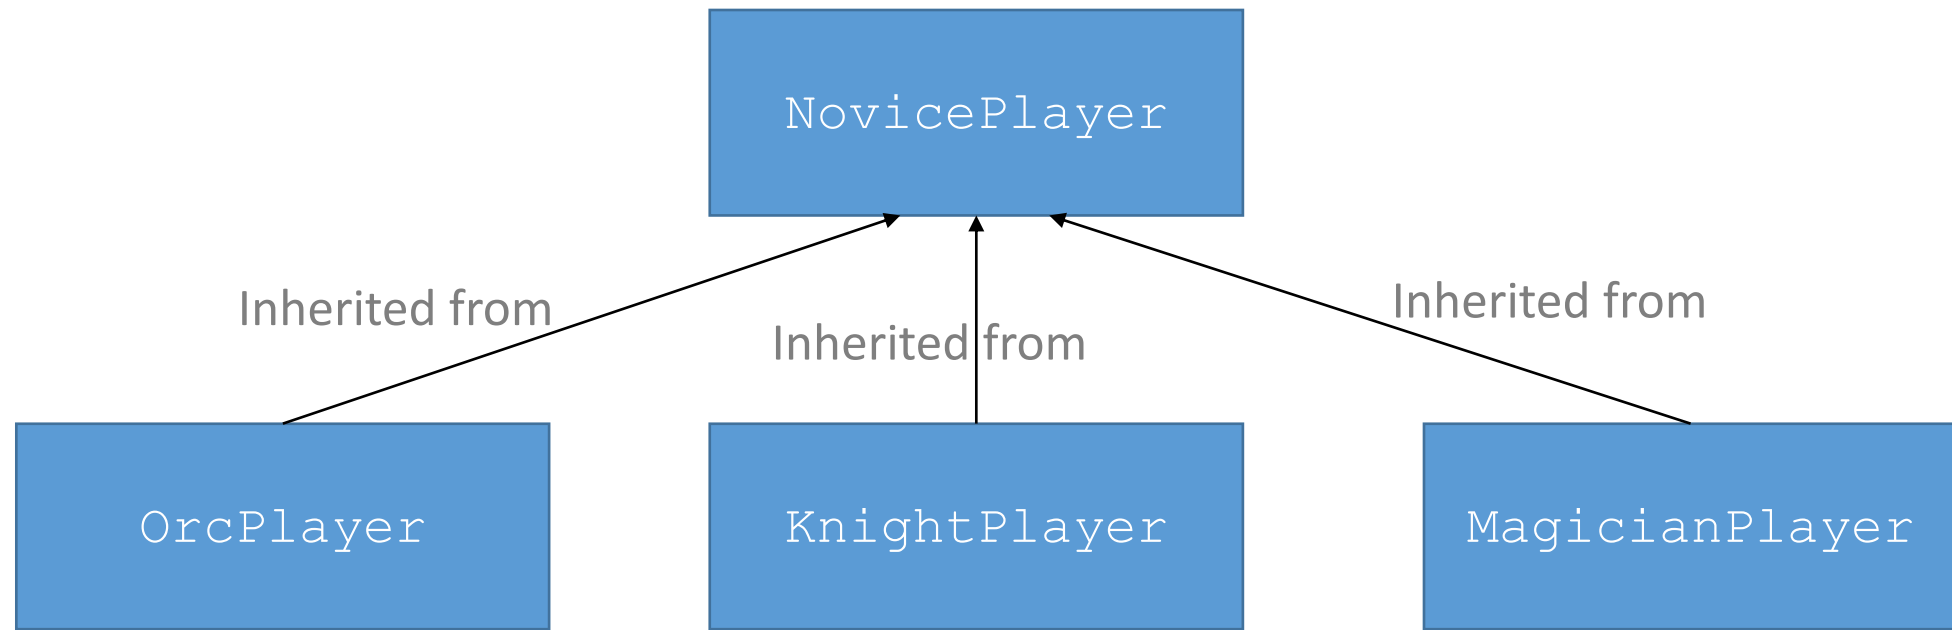 NovicePlayer
Inherited from
Inherited from
Inherited from
OrcPlayer
KnightPlayer
MagicianPlayer